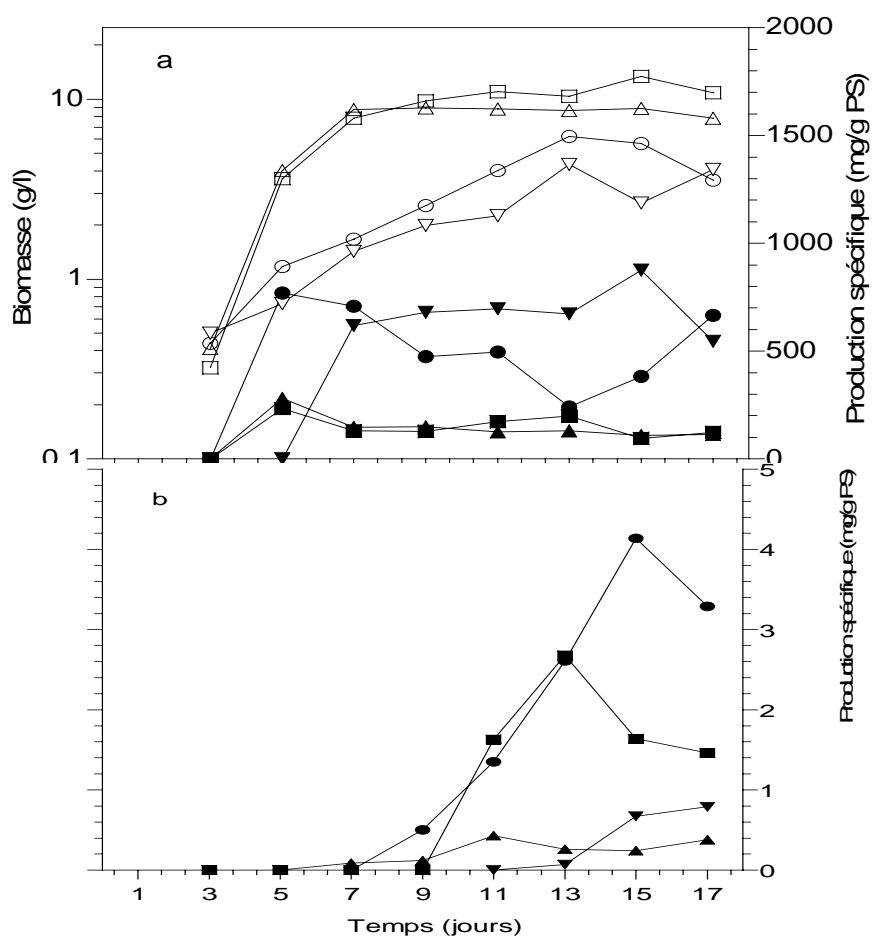 a
2000
1500
1000
500
0
10
1
0.1
Biomasse (g/l)
Production spécifique (mg/g PS)
b
5
4
3
2
1
0
Production spécifique (mg/g PS)
1 3 5 7 9 11 13 15 17
Temps (jours)